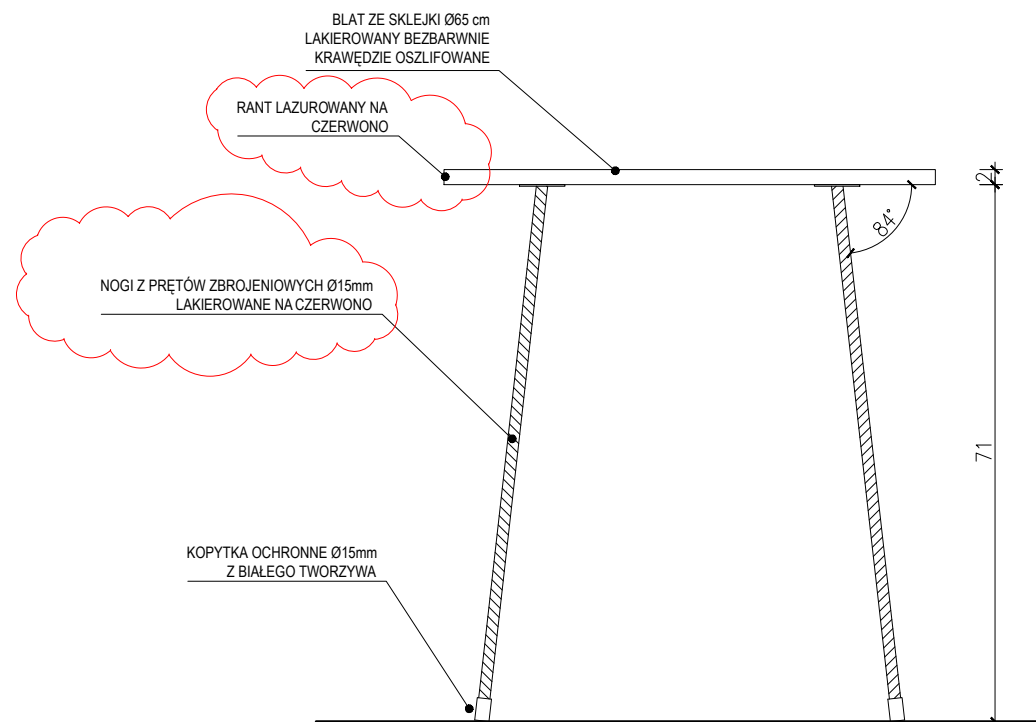 BLAT ZE SKLEJKI Ø65 cm
LAKIEROWANY BEZBARWNIE
KRAWĘDZIE OSZLIFOWANE
RANT LAZUROWANY NA
CZERWONO
2
84°
NOGI Z PRĘTÓW ZBROJENIOWYCH Ø15mm
LAKIEROWANE NA CZERWONO
71
KOPYTKA OCHRONNE Ø15mm
Z BIAŁEGO TWORZYWA